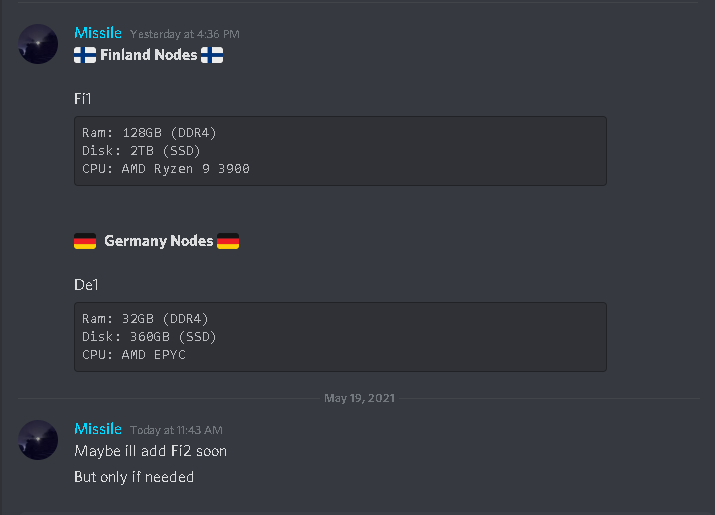 Missile Yesterday at 4:36 PM
Finland Nodes
Fi1
Ram: 128GB (DDR4)
Disk: 2TB (SSD)
CPU: AMD Ryzen 9 3900
Germany Nodes
De1
Ram: 32GB (DDR4)
Disk: 360GB (SSD)
CPU: AMD EPYC
May 19, 2021
Missile Today at 11:43 AM
Maybe ill add Fi2 soon
But only if needed